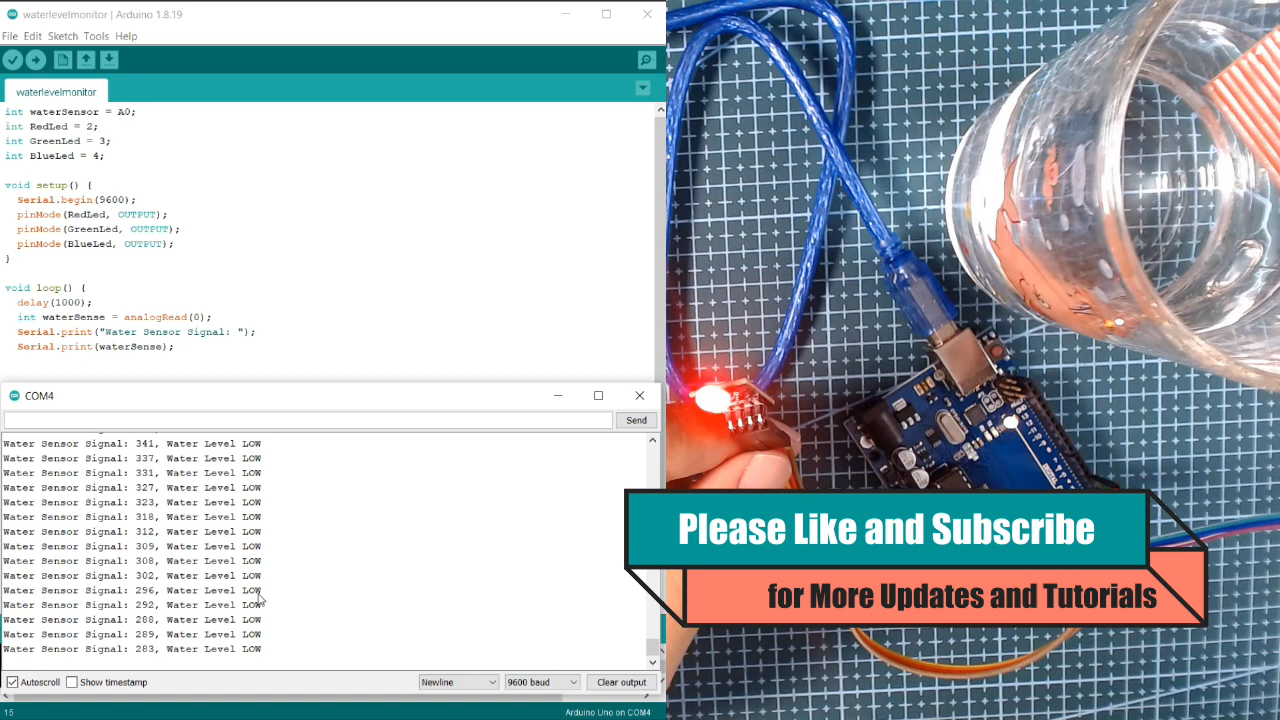 waterlevelmonitor | Arduino 1.8.19
File Edit Sketch Tools Help
waterlevelmonitor
int waterSensor = A0;
int RedLed = 2;
int GreenLed = 3;
int BlueLed = 4;
void setup() {
Serial.begin(9600);
pinMode(RedLed, OUTPUT);
pinMode(GreenLed, OUTPUT);
pinMode(BlueLed, OUTPUT);
}
void loop() {
delay(1000);
int waterSense = analogRead(0);
Serial.print("Water Sensor Signal: ");
Serial.print(waterSense);
COM4
Send
Water Sensor Signal: 341, Water Level LOW
Water Sensor Signal: 337, Water Level LOW
Water Sensor Signal: 331, Water Level LOW
Water Sensor Signal: 327, Water Level LOW
Water Sensor Signal: 323, Water Level LOW
Water Sensor Signal: 318, Water Level LOW
Water Sensor Signal: 312, Water Level LOW
Water Sensor Signal: 309, Water Level LOW
Water Sensor Signal: 308, Water Level LOW
Water Sensor Signal: 302, Water Level LOW
Water Sensor Signal: 296, Water Level LOW
Water Sensor Signal: 292, Water Level LOW
Water Sensor Signal: 288, Water Level LOW
Water Sensor Signal: 289, Water Level LOW
Water Sensor Signal: 283, Water Level LOW
Autoscroll Show timestamp Newline 9600 baud Clear output
15 Arduino Uno on COM4
Please Like and Subscribe
for More Updates and Tutorials